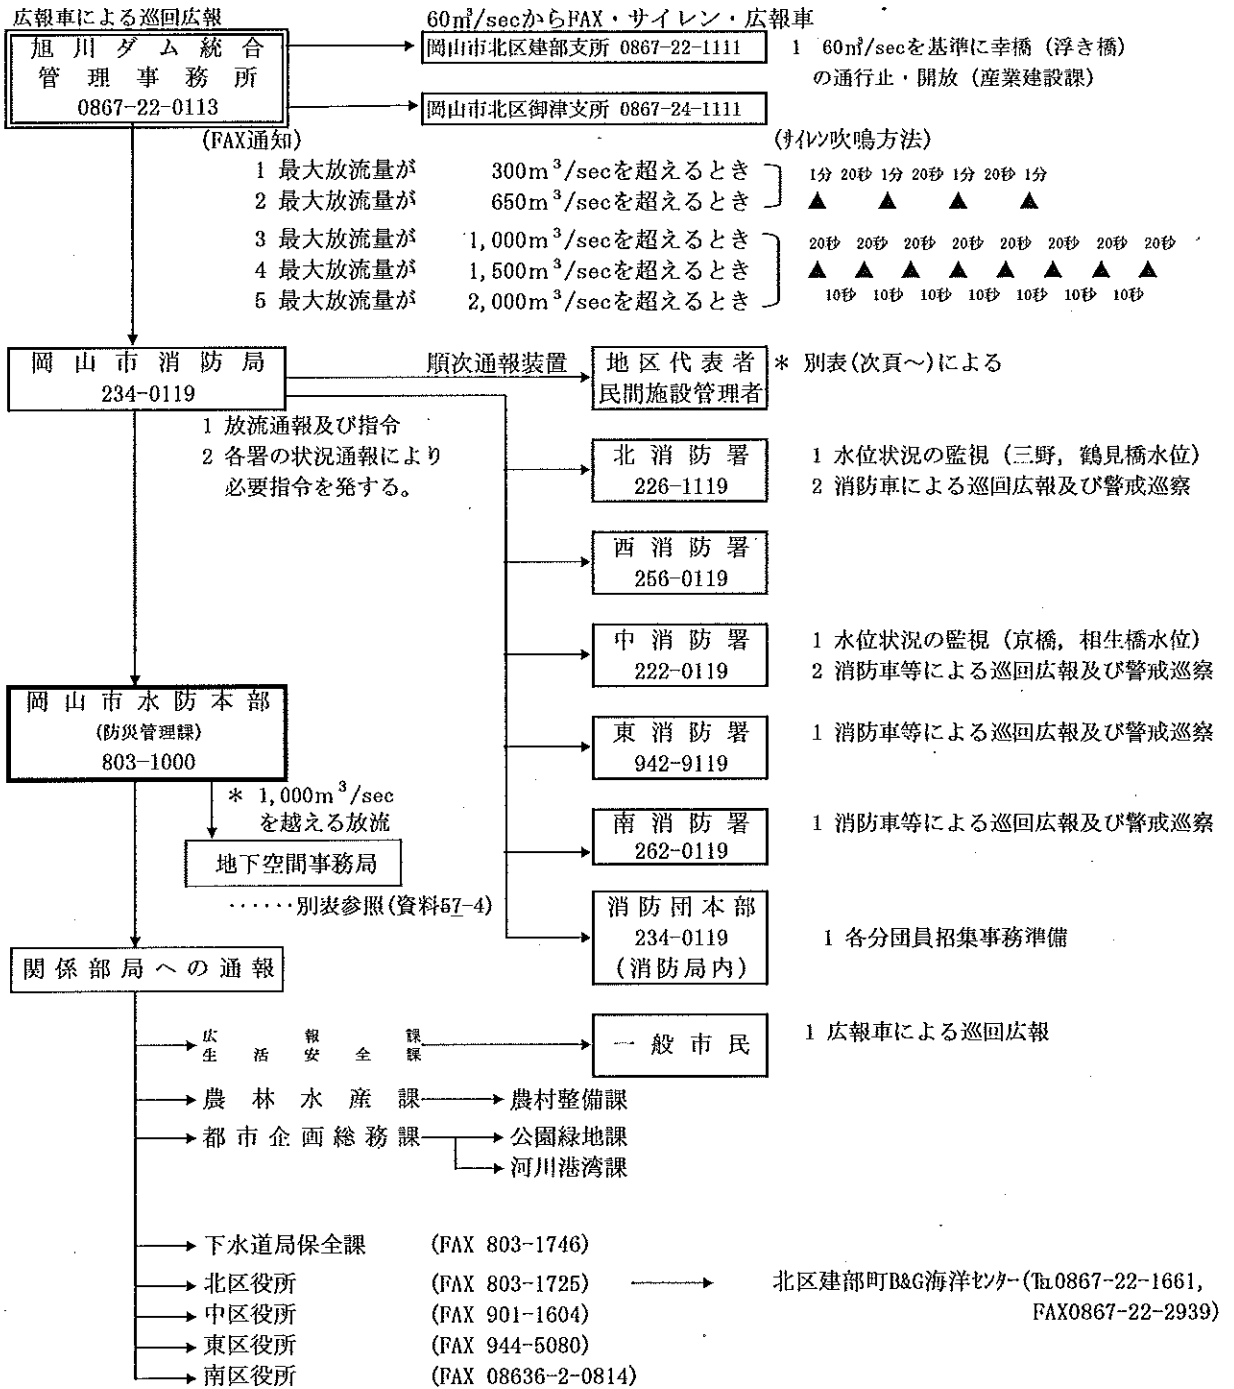 広報車による巡回広報
60㎥/secからFAX・サイレン・広報車
旭川ダム統合
管理事務所
0867-22-0113
岡山市北区建部支所 0867-22-1111
1 60㎥/secを基準に幸橋(浮き橋)
の通行止・開放(産業建設課)
岡山市北区御津支所 0867-24-1111
(FAX通知)
(サイレン吹鳴方法)
1 最大放流量が 300m³/secを超えるとき
2 最大放流量が 650m³/secを超えるとき
1分 20秒 1分 20秒 1分 20秒 1分
▲ ▲ ▲ ▲
3 最大放流量が 1,000m³/secを超えるとき
4 最大放流量が 1,500m³/secを超えるとき
5 最大放流量が 2,000m³/secを超えるとき
20秒 20秒 20秒 20秒 20秒 20秒 20秒 20秒
▲ ▲ ▲ ▲ ▲ ▲ ▲ ▲
10秒 10秒 10秒 10秒 10秒 10秒 10秒
岡山市消防局
234-0119
順次通報装置
地区代表者
民間施設管理者
* 別表(次頁~)による
1 放流通報及び指令
2 各署の状況通報により
必要指令を発する。
北消防署
226-1119
1 水位状況の監視(三野,鶴見橋水位)
2 消防車による巡回広報及び警戒巡察
西消防署
256-0119
中消防署
222-0119
1 水位状況の監視(京橋,相生橋水位)
2 消防車等による巡回広報及び警戒巡察
岡山市水防本部
(防災管理課)
803-1000
東消防署
942-9119
1 消防車等による巡回広報及び警戒巡察
* 1,000m³/sec
を越える放流
地下空間事務局
‥‥‥別表参照(資料57-4)
南消防署
262-0119
1 消防車等による巡回広報及び警戒巡察
消防団本部
234-0119
(消防局内)
1 各分団員招集事務準備
関係部局への通報
広報課
生活安全課
一般市民
1 広報車による巡回広報
農林水産課
農村整備課
都市企画総務課
公園緑地課
河川港湾課
下水道局保全課 (FAX 803-1746)
北区役所 (FAX 803-1725)
北区建部町B&G海洋センター(℡0867-22-1661,
FAX0867-22-2939)
中区役所 (FAX 901-1604)
東区役所 (FAX 944-5080)
南区役所 (FAX 08636-2-0814)